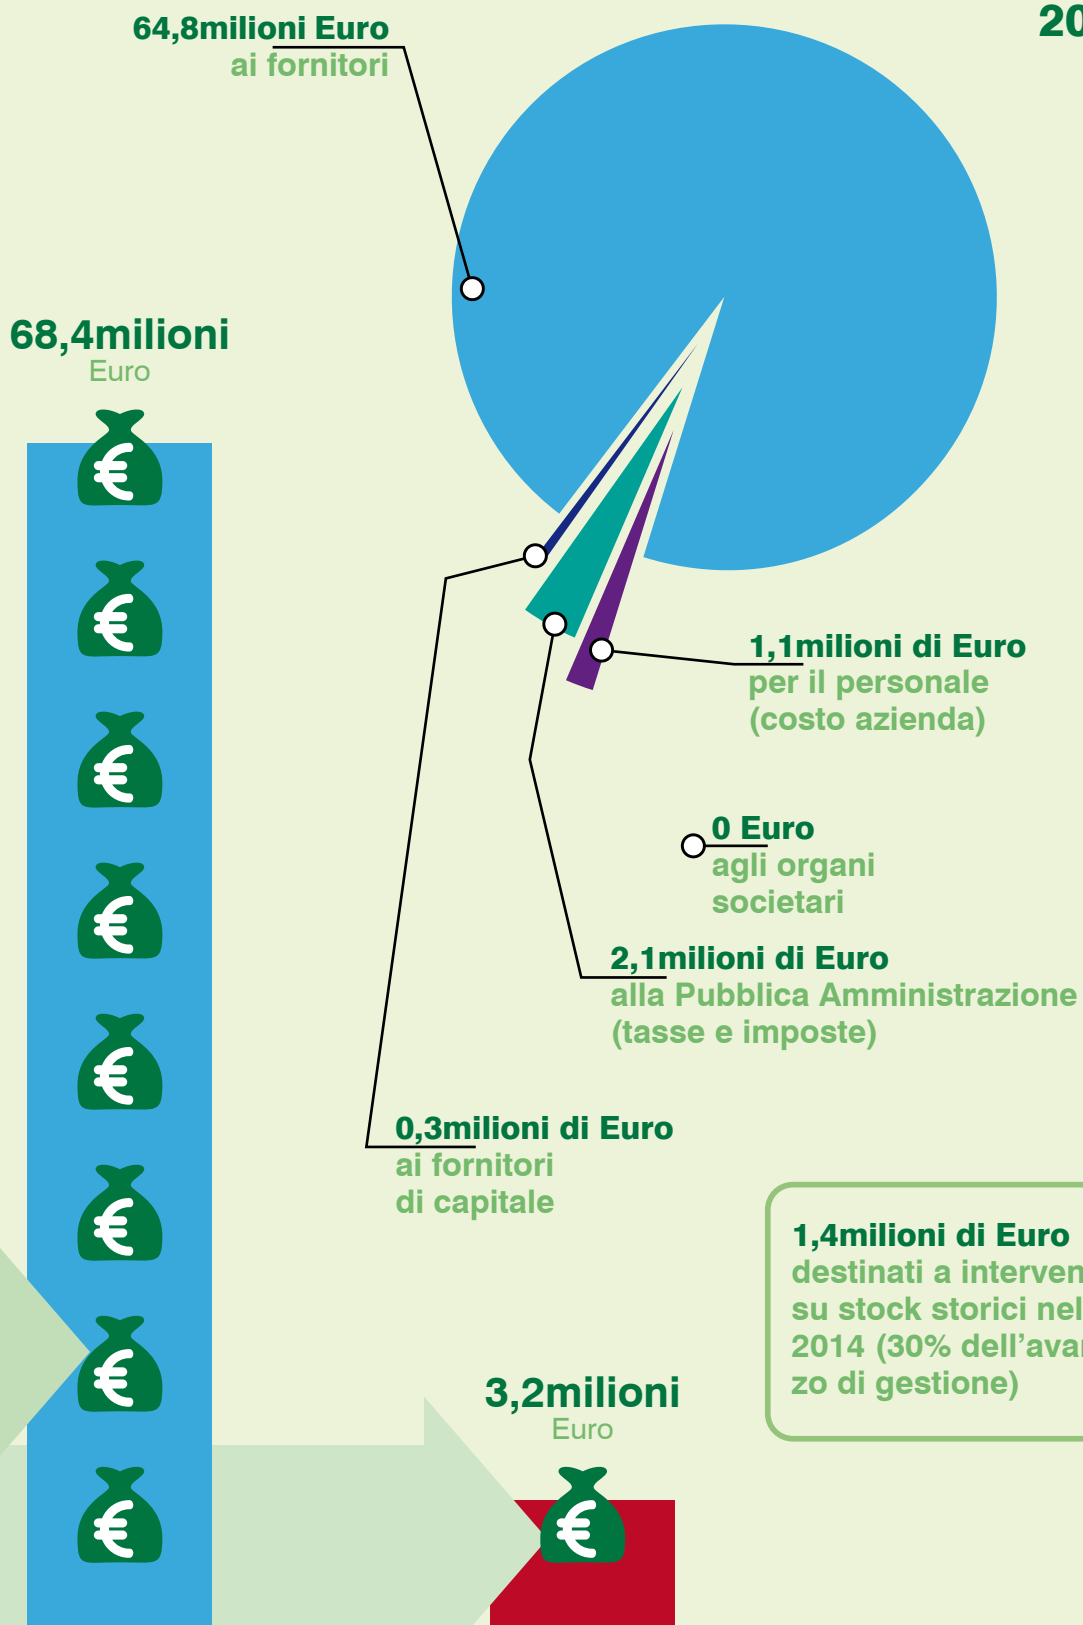 64,8milioni Euro
ai fornitori
20
68,4milioni
Euro
€
€
€
€
€
€
€
€
1,1milioni di Euro
per il personale
(costo azienda)
0 Euro
agli organi
societari
2,1milioni di Euro
alla Pubblica Amministrazione
(tasse e imposte)
0,3milioni di Euro
ai fornitori
di capitale
1,4milioni di Euro
destinati a interven
su stock storici nel
2014 (30% dell’avan
zo di gestione)
3,2milioni
Euro
€